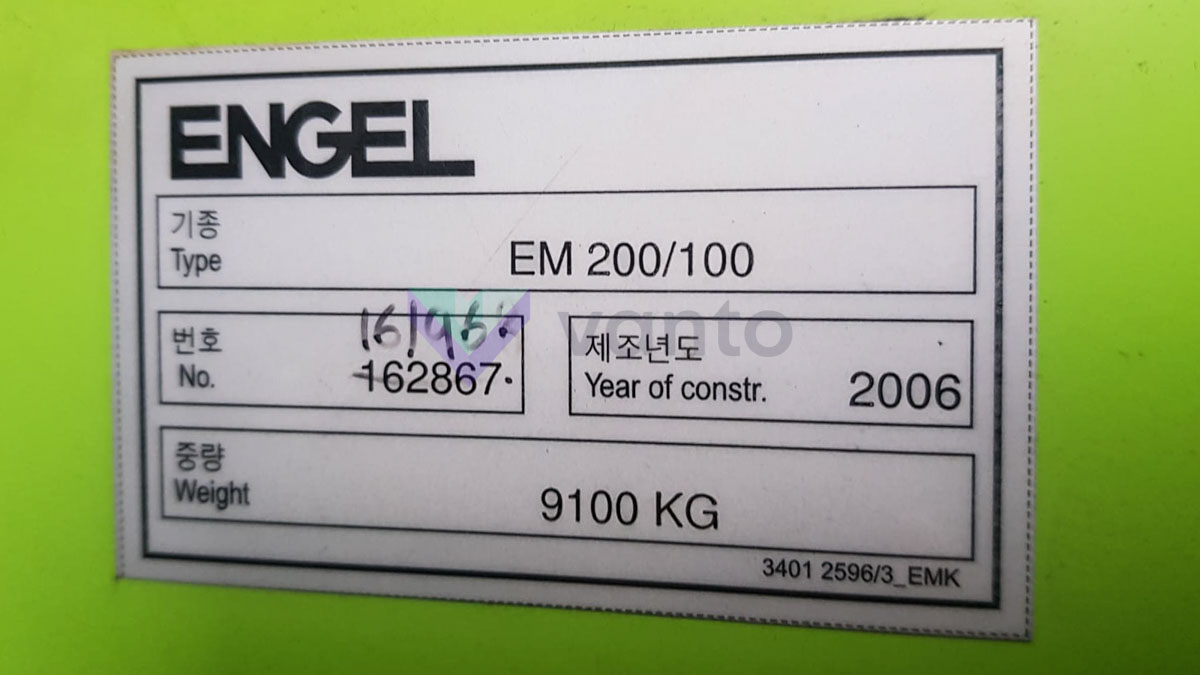 ENGEL
기종
Type
EM 200/100
번호
No.
162867.
vanto
제조년도
Year of constr.
2006
중량
Weight
9100 KG
3401 2596/3_EMK